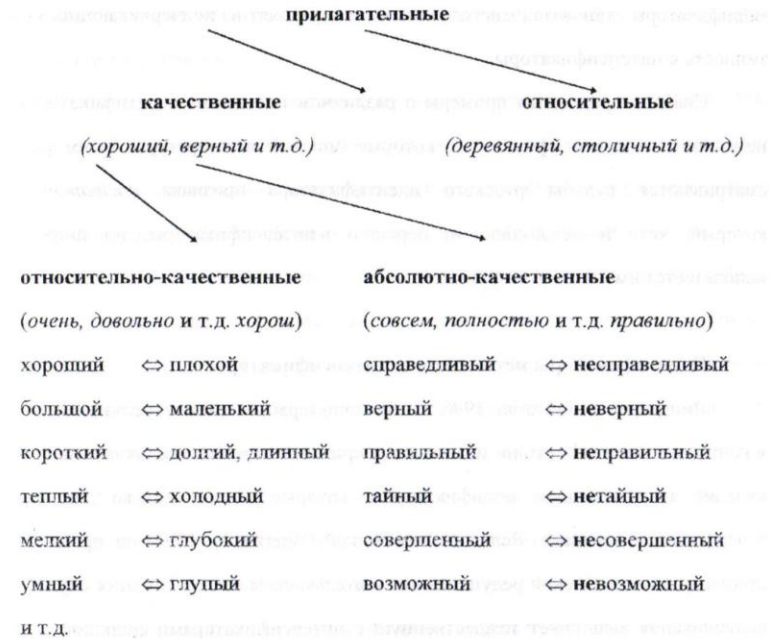 прилагательные
качественные относительные
(хороший, верный и т.д.) (деревянный, столичный и т.д.)
относительно-качественные абсолютно-качественные
(очень, довольно и т.д. хорош) (совсем, полностью и т.д. правильно)
хороший ⇔ плохой справедливый ⇔ несправедливый
большой ⇔ маленький верный ⇔ неверный
короткий ⇔ долгий, длинный правильный ⇔ неправильный
теплый ⇔ холодный тайный ⇔ нетайный
мелкий ⇔ глубокий совершенный ⇔ несовершенный
умный ⇔ глупый возможный ⇔ невозможный
и т.д.